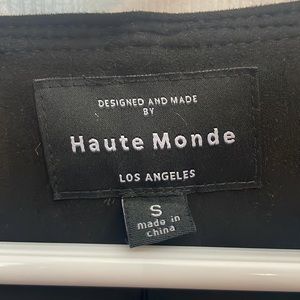 DESIGNED AND MADE
BY
Haute Monde
LOS ANGELES
S
made in
China